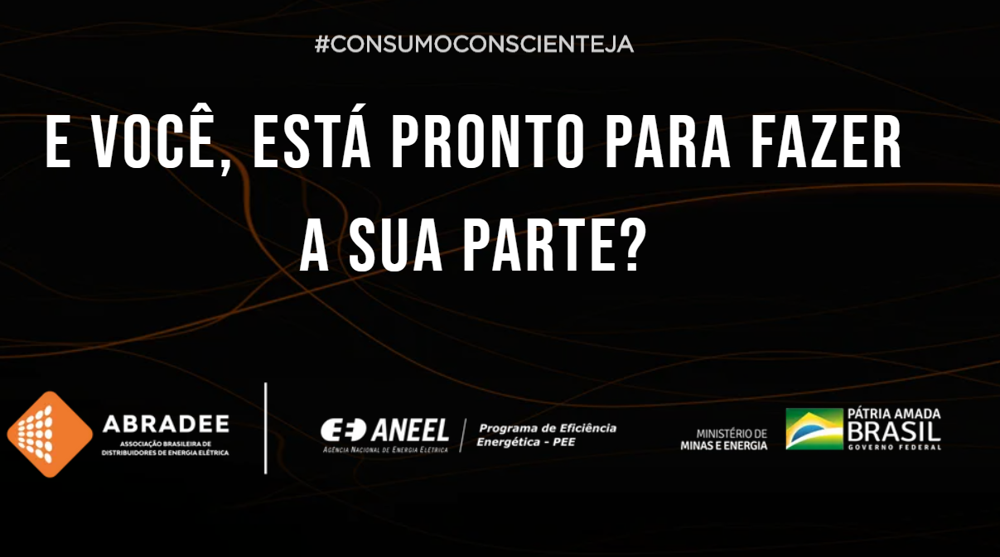 #CONSUMOCONSCIENTEJA
E VOCÊ, ESTÁ PRONTO PARA FAZER
A SUA PARTE?
ABRADEE
ASSOCIAÇÃO BRASILEIRA DE
DISTRIBUIDORES DE ENERGIA ELÉTRICA
ANEEL
AGÊNCIA NACIONAL DE ENERGIA ELÉTRICA
Programa de Eficiência
Energética - PEE
MINISTÉRIO DE
MINAS E ENERGIA
PÁTRIA AMADA
BRASIL
GOVERNO FEDERAL